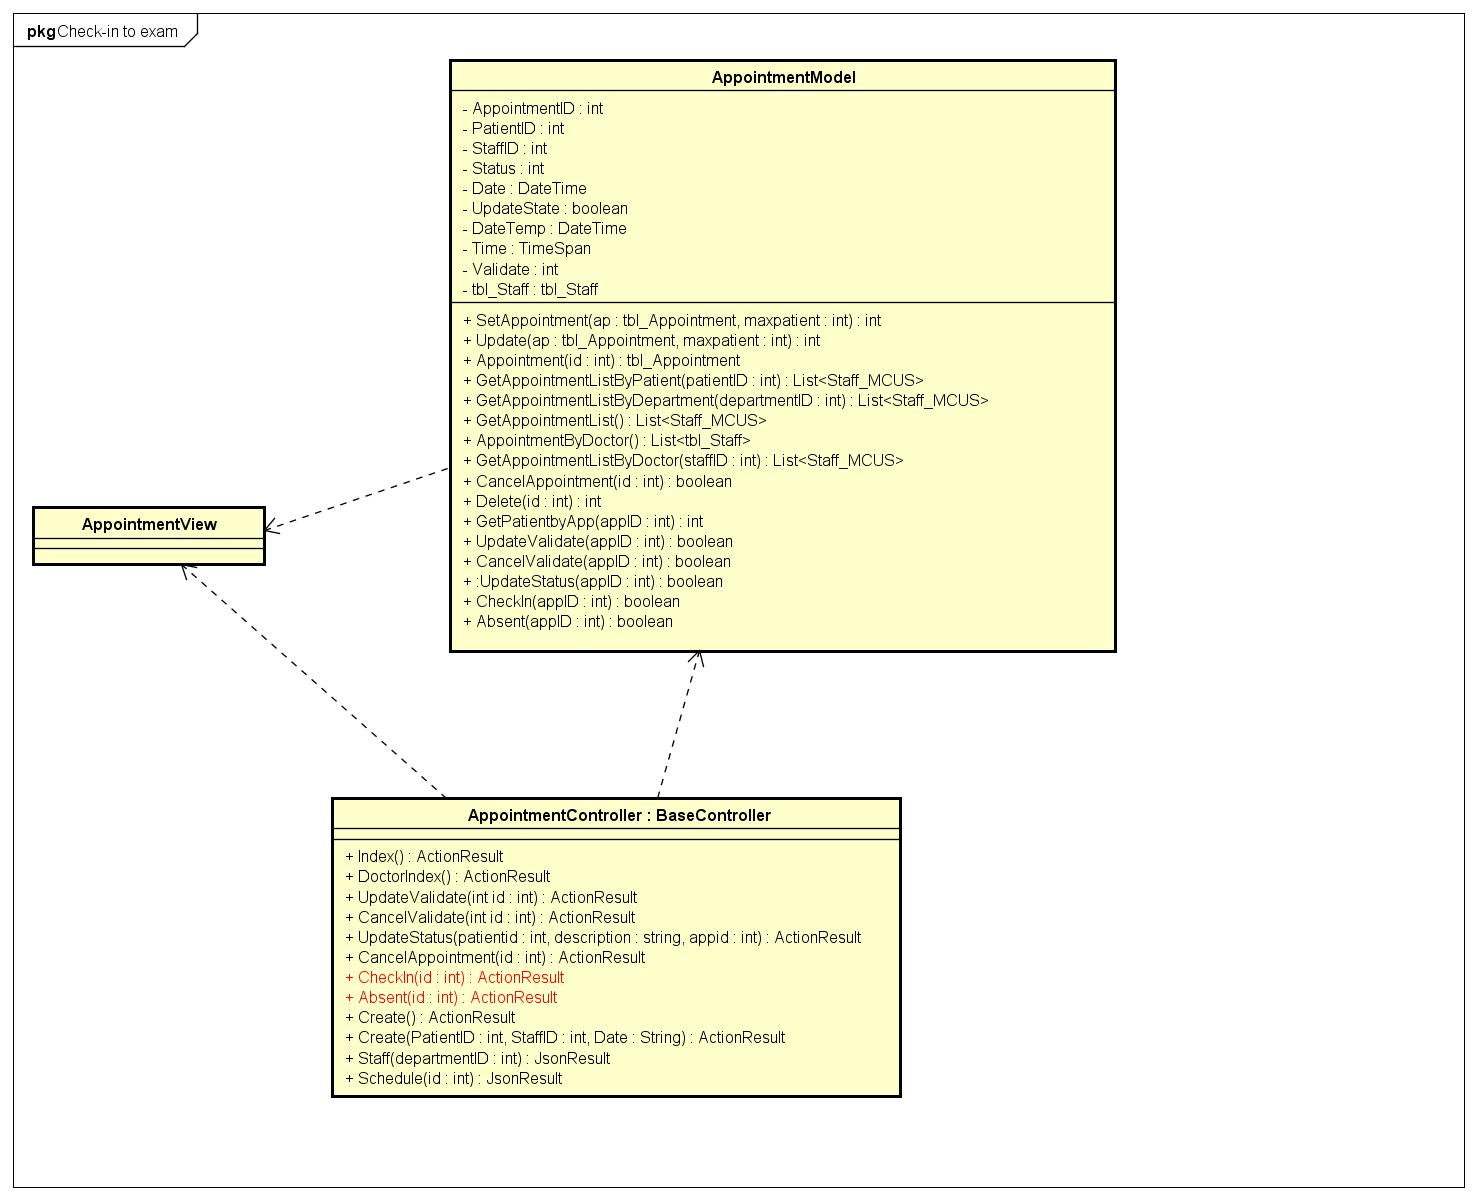 pkg Check-in to exam
AppointmentModel
- AppointmentID : int
- PatientID : int
- StaffID : int
- Status : int
- Date : DateTime
- UpdateState : boolean
- DateTemp : DateTime
- Time : TimeSpan
- Validate : int
- tbl_Staff : tbl_Staff
+ SetAppointment(ap : tbl_Appointment, maxpatient : int) : int
+ Update(ap : tbl_Appointment, maxpatient : int) : int
+ Appointment(id : int) : tbl_Appointment
+ GetAppointmentListByPatient(patientID : int) : List<Staff_MCUS>
+ GetAppointmentListByDepartment(departmentID : int) : List<Staff_MCUS>
+ GetAppointmentList() : List<Staff_MCUS>
+ AppointmentByDoctor() : List<tbl_Staff>
+ GetAppointmentListByDoctor(staffID : int) : List<Staff_MCUS>
+ CancelAppointment(id : int) : boolean
+ Delete(id : int) : int
+ GetPatientbyApp(appID : int) : int
+ UpdateValidate(appID : int) : boolean
+ CancelValidate(appID : int) : boolean
+ :UpdateStatus(appID : int) : boolean
+ CheckIn(appID : int) : boolean
+ Absent(appID : int) : boolean
AppointmentView
AppointmentController : BaseController
+ Index() : ActionResult
+ DoctorIndex() : ActionResult
+ UpdateValidate(int id : int) : ActionResult
+ CancelValidate(int id : int) : ActionResult
+ UpdateStatus(patientid : int, description : string, appid : int) : ActionResult
+ CancelAppointment(id : int) : ActionResult
+ CheckIn(id : int) : ActionResult
+ Absent(id : int) : ActionResult
+ Create() : ActionResult
+ Create(PatientID : int, StaffID : int, Date : String) : ActionResult
+ Staff(departmentID : int) : JsonResult
+ Schedule(id : int) : JsonResult